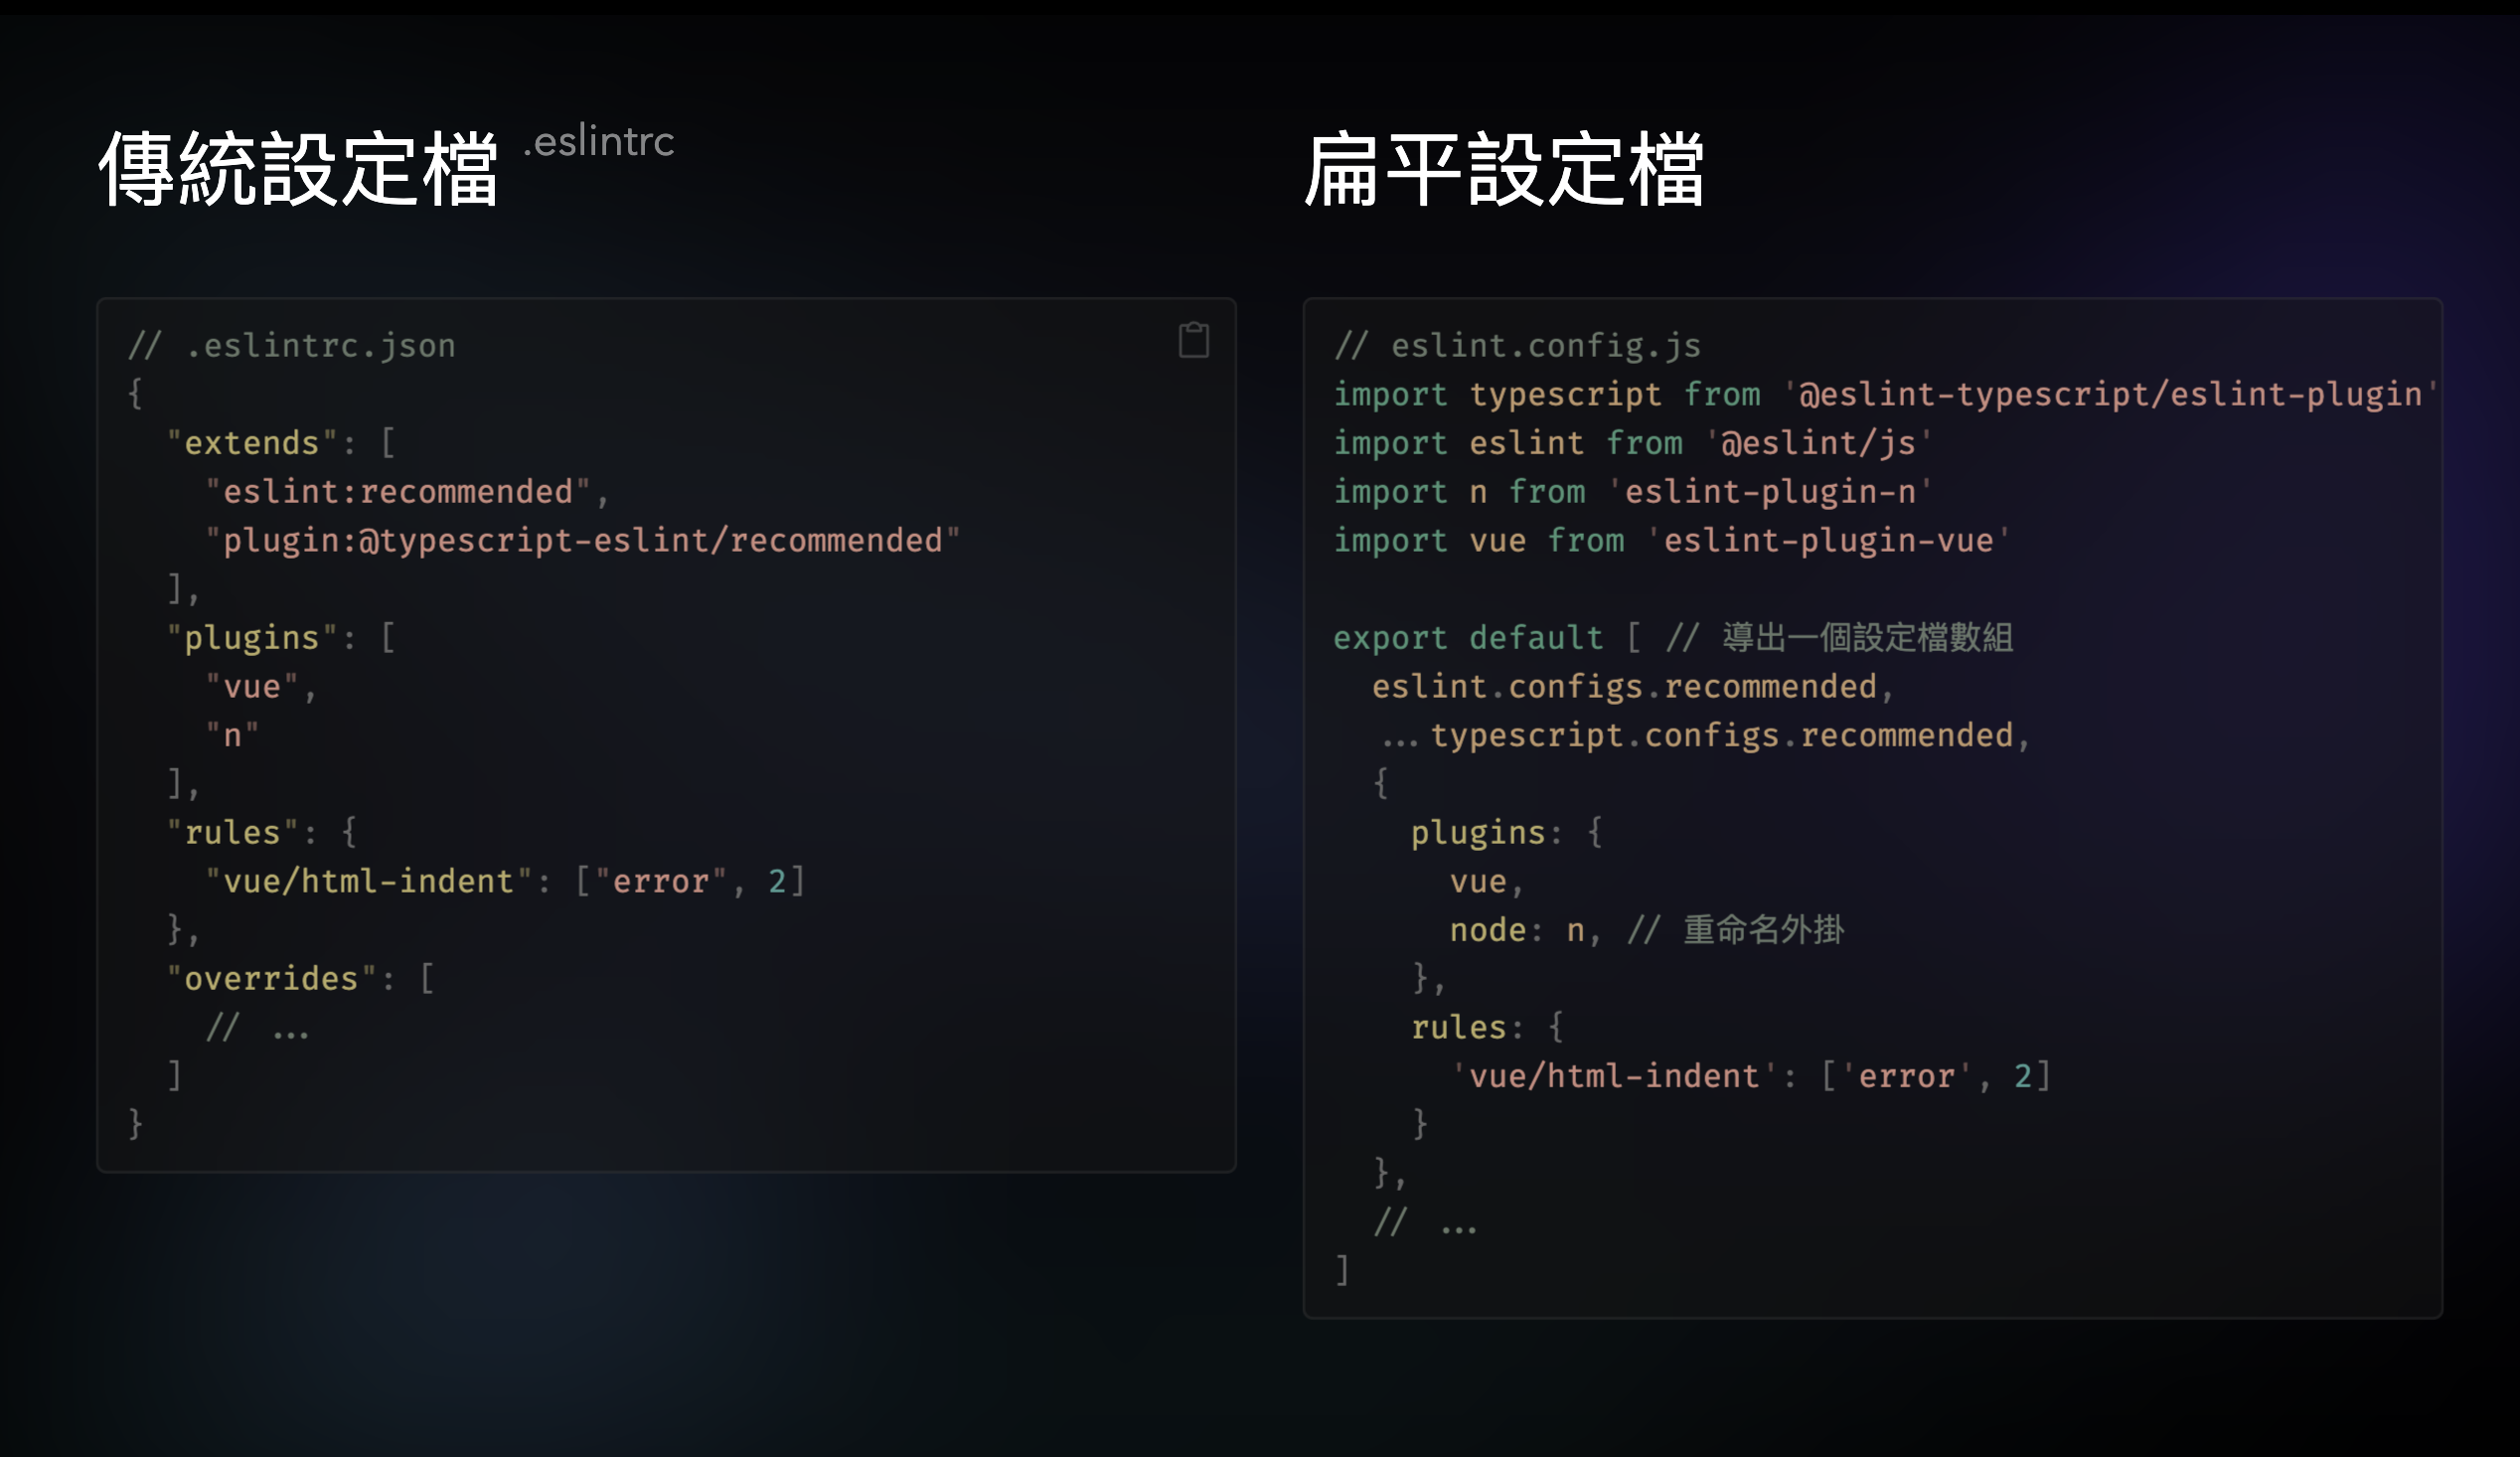 傳統設定檔 .eslintrc
// .eslintrc.json
{
  "extends": [
    "eslint:recommended",
    "plugin:@typescript-eslint/recommended"
  ],
  "plugins": [
    "vue",
    "n"
  ],
  "rules": {
    "vue/html-indent": ["error", 2]
  },
  "overrides": [
    // ...
  ]
}
扁平設定檔
// eslint.config.js
import typescript from '@eslint-typescript/eslint-plugin'
import eslint from '@eslint/js'
import n from 'eslint-plugin-n'
import vue from 'eslint-plugin-vue'

export default [ // 導出一個設定檔數組
  eslint.configs.recommended,
  ...typescript.configs.recommended,
  {
    plugins: {
      vue,
      node: n, // 重命名外掛
    },
    rules: {
      'vue/html-indent': ['error', 2]
    }
  },
  // ...
]